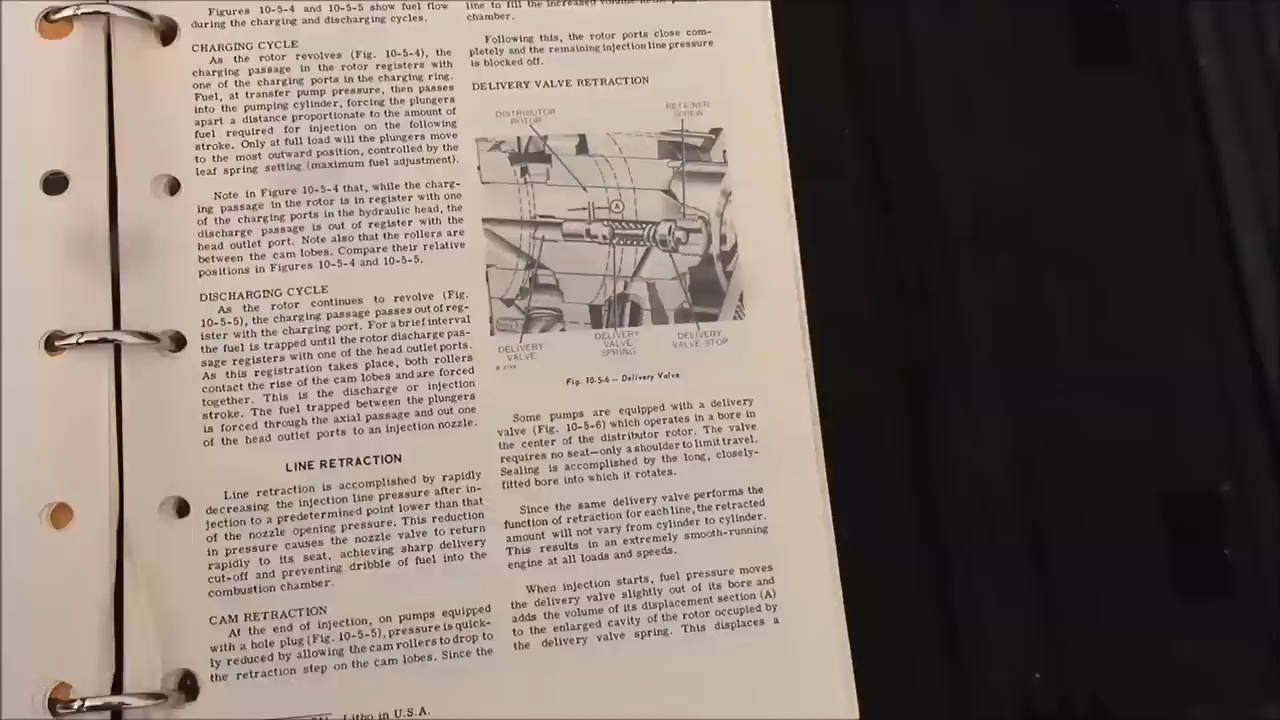 Figures 10-5-4 and 10-5-5 show fuel flow
during the charging and discharging cycles.
CHARGING CYCLE
As the rotor revolves (Fig. 10-5-4), the
charging passage in the rotor registers with
one of the charging ports in the charging ring.
Fuel, at transfer pump pressure, then passes
into the pumping cylinder, forcing the plungers
apart a distance proportionate to the amount of
fuel required for injection on the following
stroke. Only at full load will the plungers move
to the most outward position, controlled by the
leaf spring setting (maximum fuel adjustment).
Note in Figure 10-5-4 that, while the charg-
ing passage in the rotor is in register with one
of the charging ports in the hydraulic head, the
discharge passage is out of register with the
head outlet port. Note also that the rollers are
between the cam lobes. Compare their relative
positions in Figures 10-5-4 and 10-5-5.
DISCHARGING CYCLE
As the rotor continues to revolve (Fig.
10-5-5), the charging passage passes out of reg-
ister with the charging port. For a brief interval
the fuel is trapped until the rotor discharge pas-
sage registers with one of the head outlet ports.
As this registration takes place, both rollers
contact the rise of the cam lobes and are forced
together. This is the discharge or injection
stroke. The fuel trapped between the plungers
is forced through the axial passage and out one
of the head outlet ports to an injection nozzle.
LINE RETRACTION
Line retraction is accomplished by rapidly
decreasing the injection line pressure after in-
jection to a predetermined point lower than that
of the nozzle opening pressure. This reduction
in pressure causes the nozzle valve to return
rapidly to its seat, achieving sharp delivery
cut-off and preventing dribble of fuel into the
combustion chamber.
CAM RETRACTION
At the end of injection, on pumps equipped
with a hole plug (Fig. 10-5-5), pressure is quick-
ly reduced by allowing the cam rollers to drop to
the retraction step on the cam lobes. Since the
Litho in U.S.A.
line to fill the increased volume in the
chamber.
Following this, the rotor ports close com-
pletely and the remaining injection line pressure
is blocked off.
DELIVERY VALVE RETRACTION
DISTRIBUTOR
ROTOR
RETAINER
SCREW
A
DELIVERY
VALVE
DELIVERY
VALVE
SPRING
DELIVERY
VALVE STOP
Fig. 10-5-6 — Delivery Valve
Some pumps are equipped with a delivery
valve (Fig. 10-5-6) which operates in a bore in
the center of the distributor rotor. The valve
requires no seat—only a shoulder to limit travel.
Sealing is accomplished by the long, closely-
fitted bore into which it rotates.
Since the same delivery valve performs the
function of retraction for each line, the retracted
amount will not vary from cylinder to cylinder.
This results in an extremely smooth-running
engine at all loads and speeds.
When injection starts, fuel pressure moves
the delivery valve slightly out of its bore and
adds the volume of its displacement section (A)
to the enlarged cavity of the rotor occupied by
the delivery valve spring. This displaces a